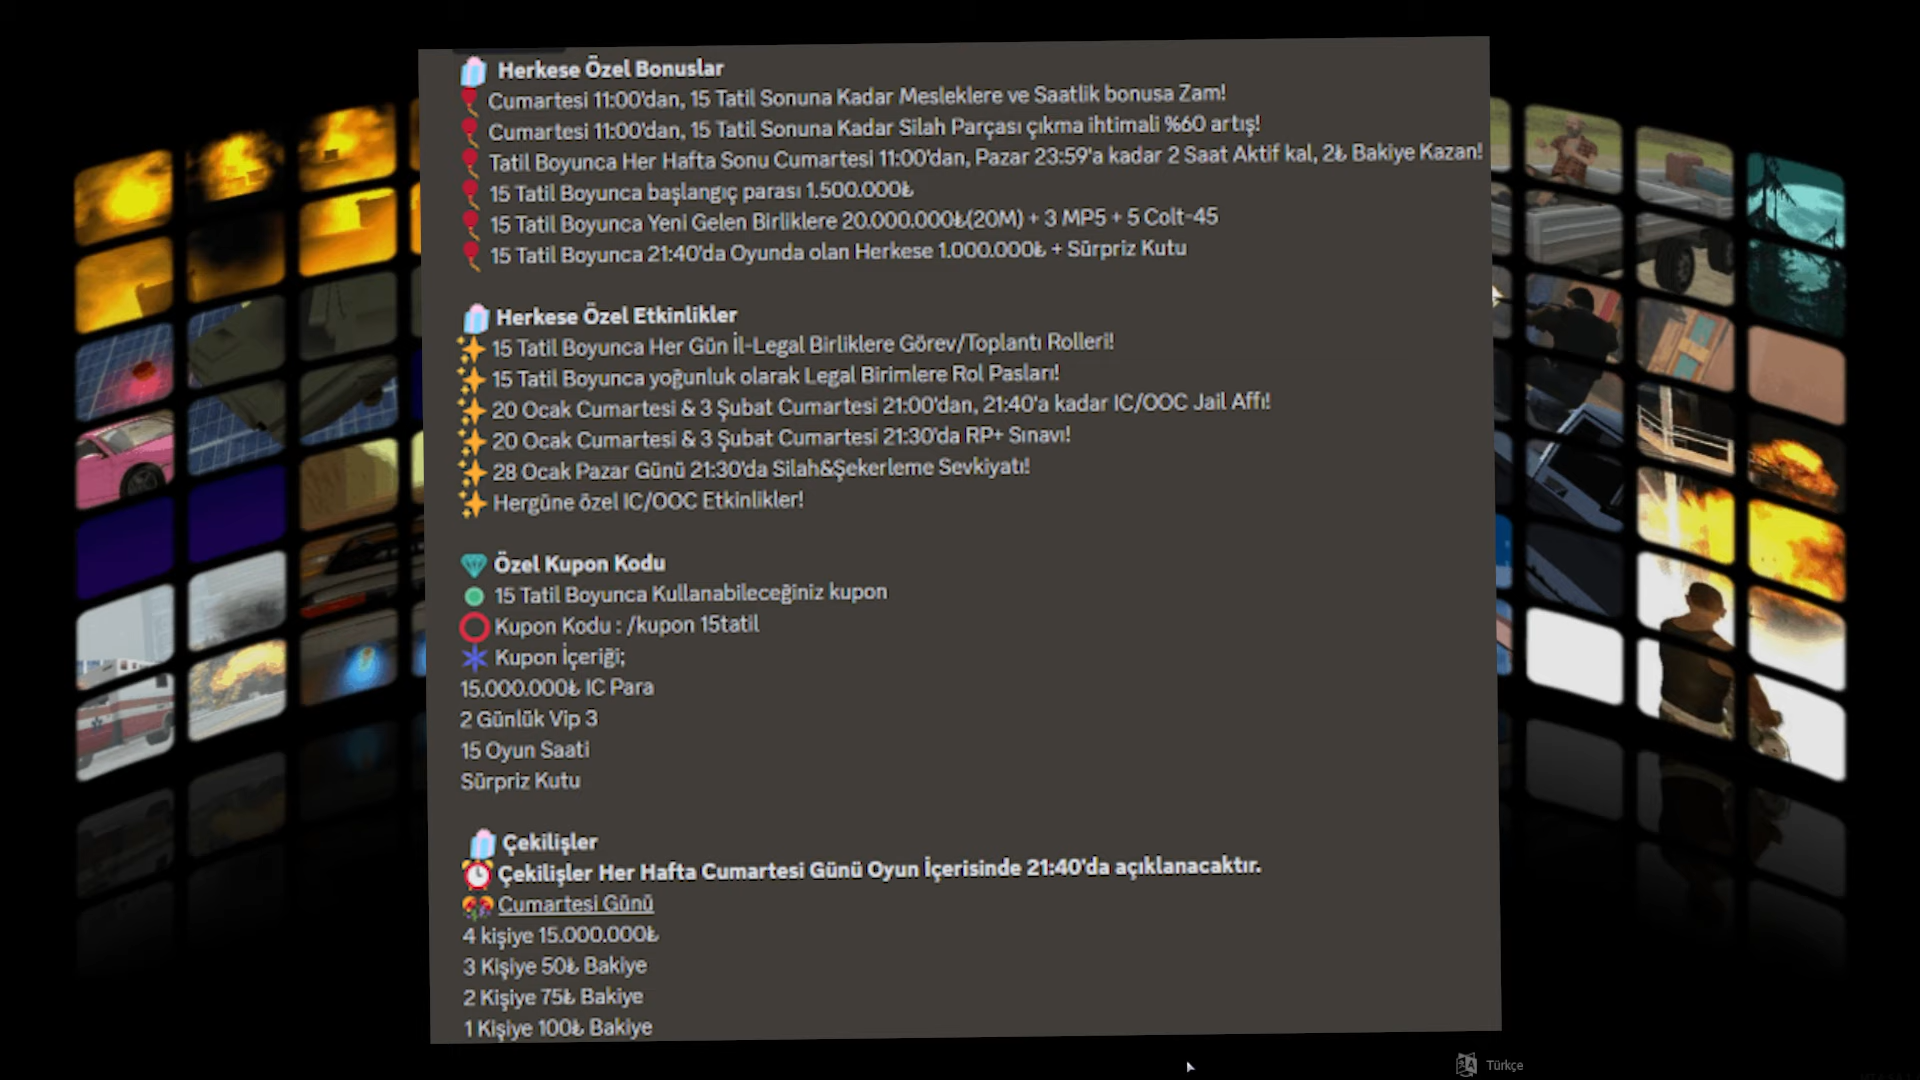 Herkese Özel Bonuslar
Cumartesi 11:00'dan, 15 Tatil Sonuna Kadar Mesleklere ve Saatlik bonusa Zam!
Cumartesi 11:00'dan, 15 Tatil Sonuna Kadar Silah Parçası çıkma ihtimali %60 artış!
Tatil Boyunca Her Hafta Sonu Cumartesi 11:00'dan, Pazar 23:59'a kadar 2 Saat Aktif kal, 2₺ Bakiye Kazan!
15 Tatil Boyunca başlangıç parası 1.500.000₺
15 Tatil Boyunca Yeni Gelen Birliklere 20.000.000₺(20M) + 3 MP5 + 5 Colt-45
15 Tatil Boyunca 21:40'da Oyunda olan Herkese 1.000.000₺ + Sürpriz Kutu
Herkese Özel Etkinlikler
15 Tatil Boyunca Her Gün İl-Legal Birliklere Görev/Toplantı Rolleri!
15 Tatil Boyunca yoğunluk olarak Legal Birimlere Rol Pasları!
20 Ocak Cumartesi & 3 Şubat Cumartesi 21:00'dan, 21:40'a kadar IC/OOC Jail Affı!
20 Ocak Cumartesi & 3 Şubat Cumartesi 21:30'da RP+ Sınavı!
28 Ocak Pazar Günü 21:30'da Silah&Şekerleme Sevkiyatı!
Hergüne özel IC/OOC Etkinlikler!
Özel Kupon Kodu
15 Tatil Boyunca Kullanabileceğiniz kupon
Kupon Kodu : /kupon 15tatil
Kupon İçeriği;
15.000.000₺ IC Para
2 Günlük Vip 3
15 Oyun Saati
Sürpriz Kutu
Çekilişler
Çekilişler Her Hafta Cumartesi Günü Oyun İçerisinde 21:40'da açıklanacaktır.
Cumartesi Günü
4 kişiye 15.000.000₺
3 Kişiye 50₺ Bakiye
2 Kişiye 75₺ Bakiye
1 Kişiye 100₺ Bakiye
Türkçe